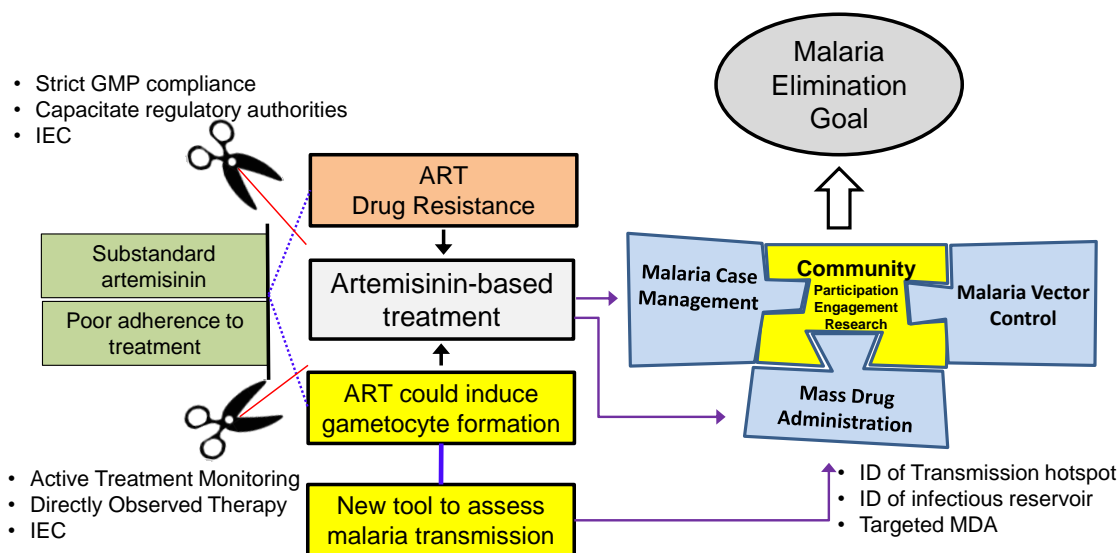 Malaria
Elimination
Goal
• Strict GMP compliance
• Capacitate regulatory authorities
• IEC
ART
Drug Resistance
Substandard
artemisinin
Poor adherence to
treatment
Artemisinin-based
treatment
ART could induce
gametocyte formation
New tool to assess
malaria transmission
• Active Treatment Monitoring
• Directly Observed Therapy
• IEC
Malaria Case
Management
Community
Participation
Engagement
Research
Malaria Vector
Control
Mass Drug
Administration
• ID of Transmission hotspot
• ID of infectious reservoir
• Targeted MDA